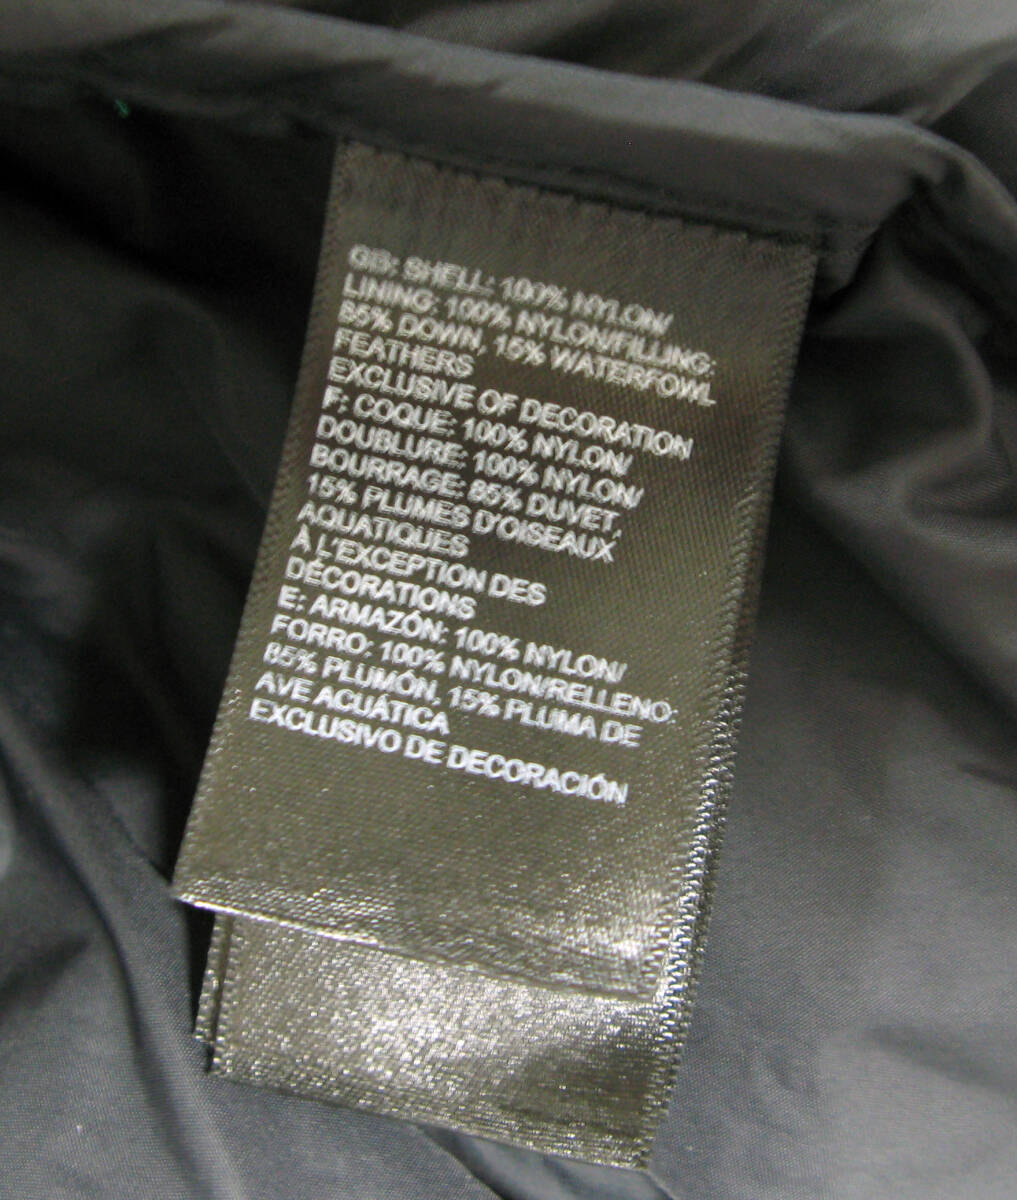 GB: SHELL: 100% NYLON/
LINING: 100% NYLON/FILLING:
85% DOWN, 15% WATERFOWL
FEATHERS
EXCLUSIVE OF DECORATION
F: COQUE: 100% NYLON/
DOUBLURE: 100% NYLON/
BOURRAGE: 85% DUVET,
15% PLUMES D'OISEAUX
AQUATIQUES
À L'EXCEPTION DES
DÉCORATIONS
E: ARMAZÓN: 100% NYLON/
FORRO: 100% NYLON/RELLENO:
85% PLUMÓN, 15% PLUMA DE
AVE ACUÁTICA
EXCLUSIVO DE DECORACIÓN